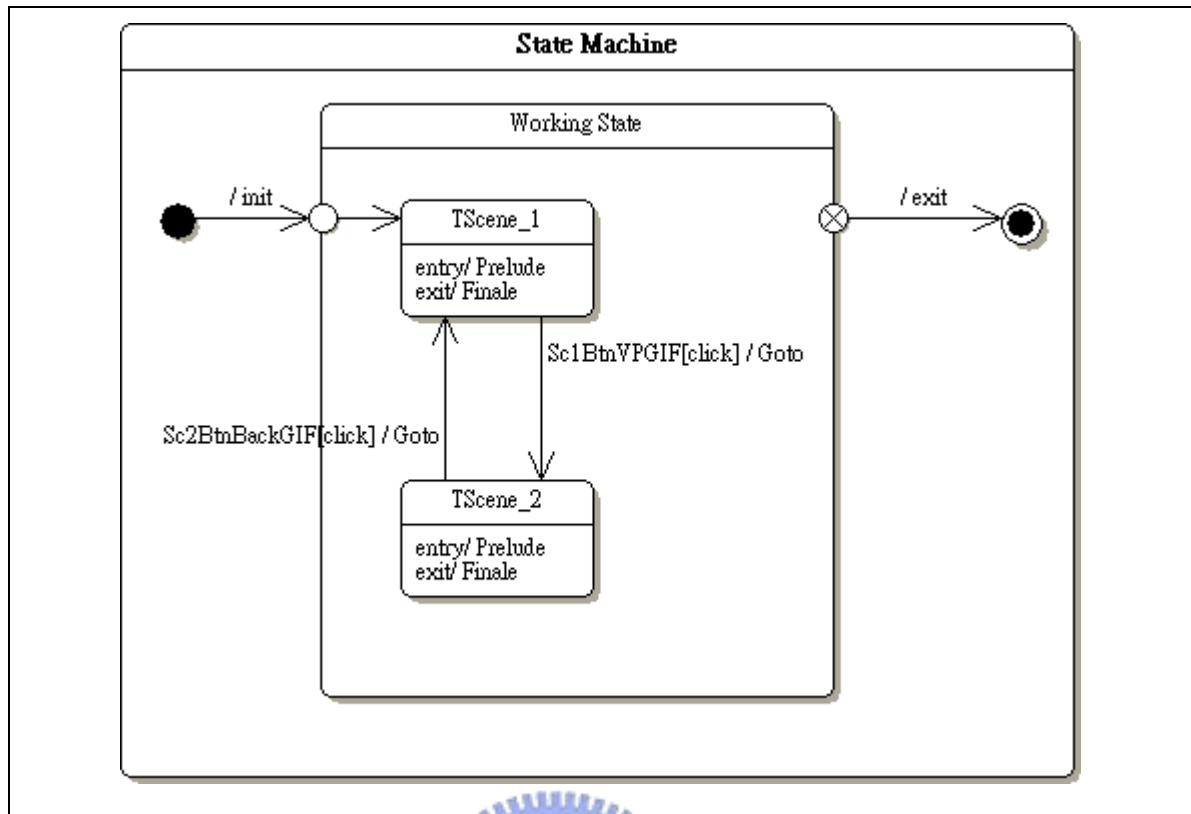 State Machine
Working State
/ init
/ exit
TScene_1
entry/ Prelude
exit/ Finale
Sc1BtnVPGIF[click] / Goto
Sc2BtnBackGIF[click] / Goto
TScene_2
entry/ Prelude
exit/ Finale